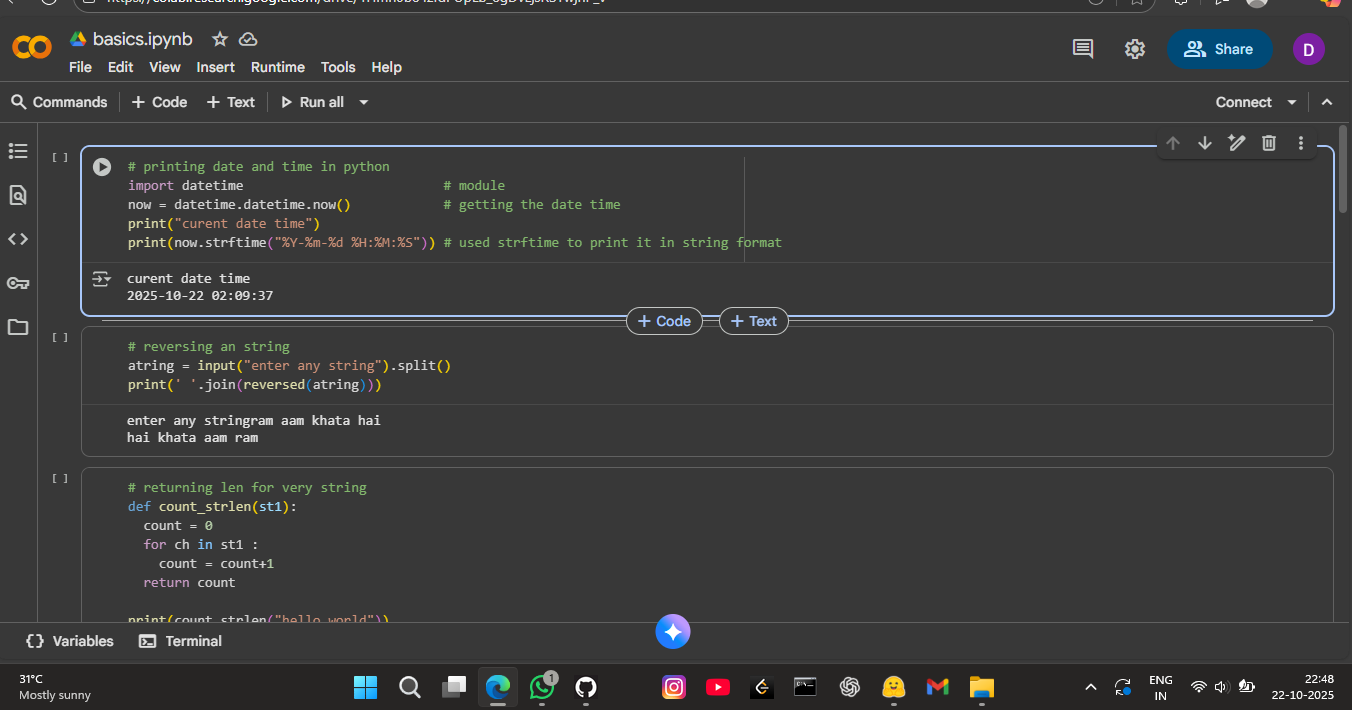 basics.ipynb
File Edit View Insert Runtime Tools Help
Share
D
Commands + Code + Text Run all
Connect
[ ]
# printing date and time in python
import datetime # module
now = datetime.datetime.now() # getting the date time
print("curent date time")
print(now.strftime("%Y-%m-%d %H:%M:%S")) # used strftime to print it in string format
curent date time
2025-10-22 02:09:37
+ Code + Text
[ ]
# reversing an string
atring = input("enter any string").split()
print(' '.join(reversed(atring)))
enter any stringram aam khata hai
hai khata aam ram
[ ]
# returning len for very string
def count_strlen(st1):
count = 0
for ch in st1 :
count = count+1
return count
print(count_strlen("hello world"))
{} Variables Terminal
31°C
Mostly sunny
1
ENG
IN
22:48
22-10-2025